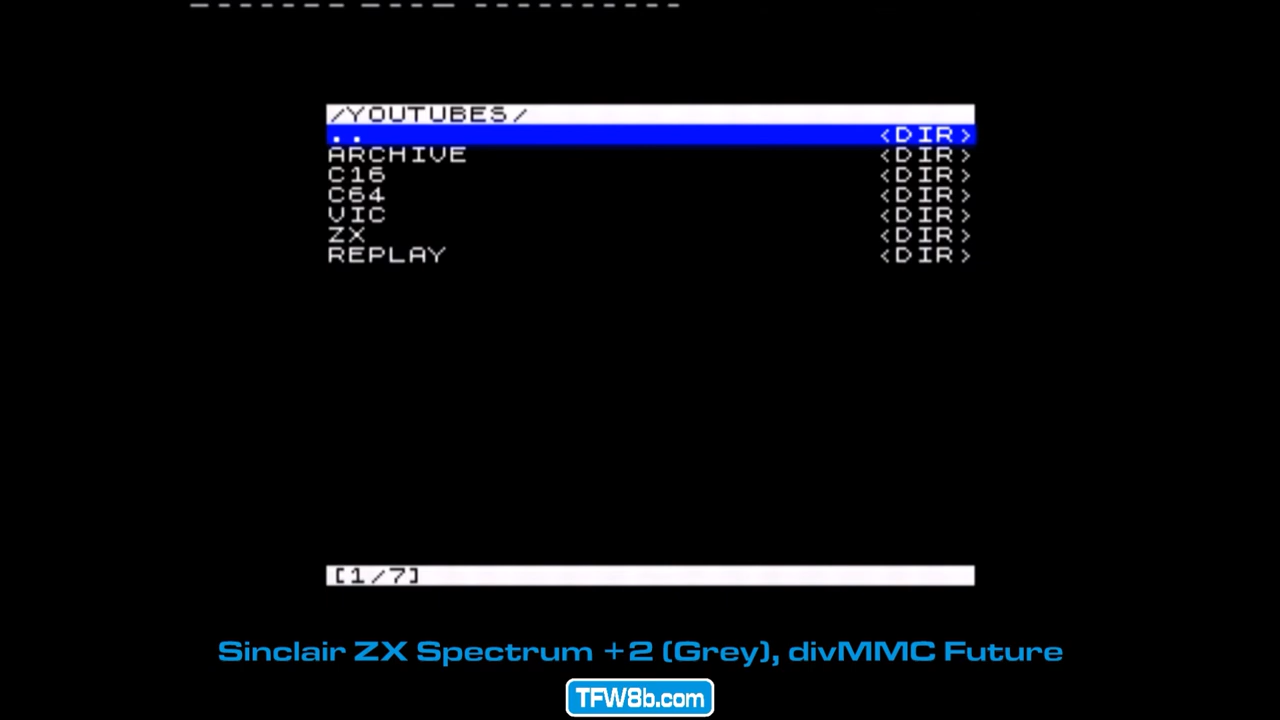 /YOUTUBES/
.. <DIR>
ARCHIVE <DIR>
C16 <DIR>
C64 <DIR>
VIC <DIR>
ZX <DIR>
REPLAY <DIR>
[1/7]
Sinclair ZX Spectrum +2 (Grey), divMMC Future
TFW8b.com